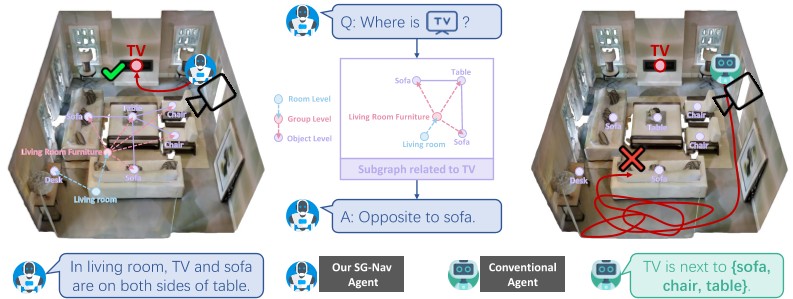 TV
Sofa
Table
Chair
Chair
Living Room Furniture
Sofa
Desk
Living room
In living room, TV and sofa
are on both sides of table.
Q: Where is TV ?
Room Level
Group Level
Object Level
Sofa
Table
Living Room Furniture
Living room
Sofa
Subgraph related to TV
A: Opposite to sofa.
Our SG-Nav
Agent
Conventional
Agent
TV
Sofa
Table
Chair
Chair
Desk
Sofa
TV is next to {sofa,
chair, table}.